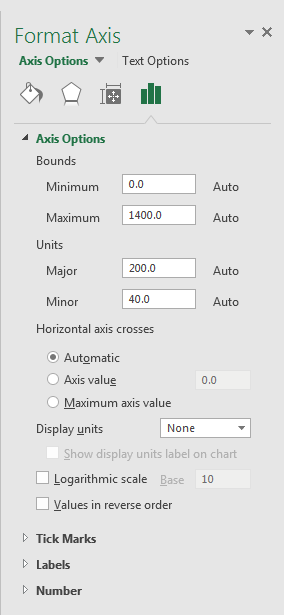 Format Axis
Axis Options Text Options
Axis Options
Bounds
Minimum 0.0 Auto
Maximum 1400.0 Auto
Units
Major 200.0 Auto
Minor 40.0 Auto
Horizontal axis crosses
Automatic
Axis value 0.0
Maximum axis value
Display units None
Show display units label on chart
Logarithmic scale Base 10
Values in reverse order
Tick Marks
Labels
Number